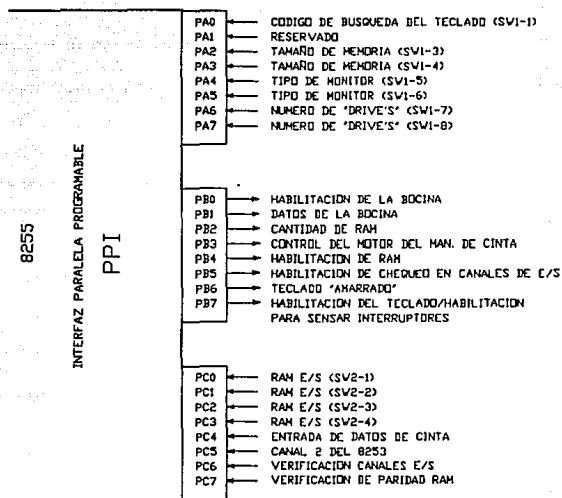 8255
INTERFAZ PARALELA PROGRAMABLE
PPI
PA0 CODIGO DE BUSQUEDA DEL TECLADO (SW1-1)
PA1 RESERVADO
PA2 TAMAÑO DE MEMORIA (SW1-3)
PA3 TAMAÑO DE MEMORIA (SW1-4)
PA4 TIPO DE MONITOR (SW1-5)
PA5 TIPO DE MONITOR (SW1-6)
PA6 NUMERO DE "DRIVE'S" (SW1-7)
PA7 NUMERO DE "DRIVE'S" (SW1-8)
PB0 HABILITACION DE LA BOCINA
PB1 DATOS DE LA BOCINA
PB2 CANTIDAD DE RAM
PB3 CONTROL DEL MOTOR DEL MAN. DE CINTA
PB4 HABILITACION DE RAM
PB5 HABILITACION DE CHEQUEO EN CANALES DE E/S
PB6 TECLADO "AMARRADO"
PB7 HABILITACION DEL TECLADO/HABILITACION
PARA SENSAR INTERRUPTORES
PC0 RAM E/S (SW2-1)
PC1 RAM E/S (SW2-2)
PC2 RAM E/S (SW2-3)
PC3 RAM E/S (SW2-4)
PC4 ENTRADA DE DATOS DE CINTA
PC5 CANAL 2 DEL 8253
PC6 VERIFICACION CANALES E/S
PC7 VERIFICACION DE PARIDAD RAM